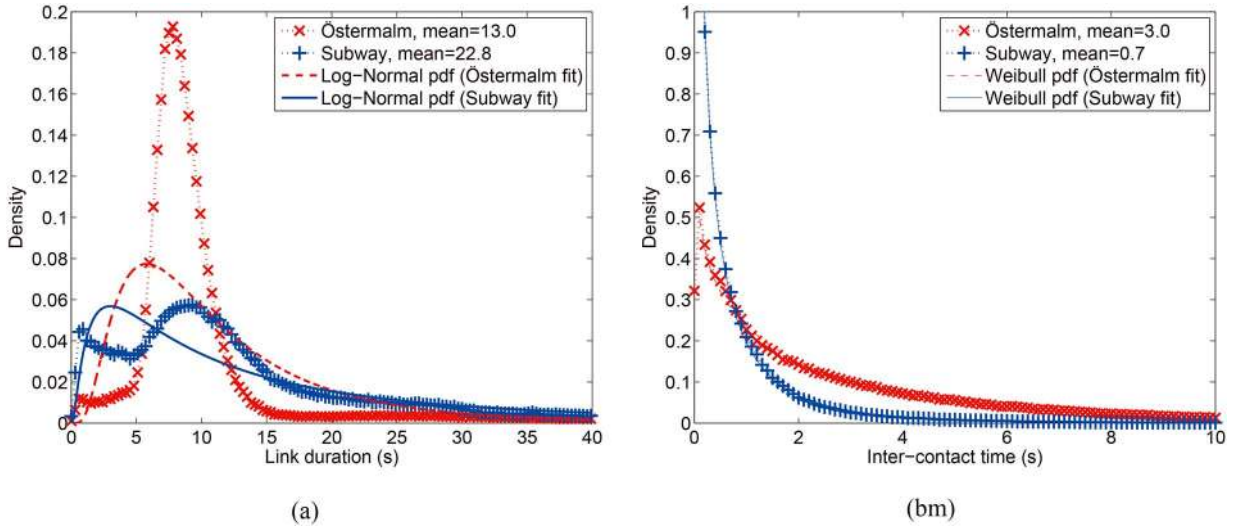 0.2
0.18
0.16
0.14
0.12
0.1
0.08
0.06
0.04
0.02
0
Density
Östermalm, mean=13.0
Subway, mean=22.8
Log-Normal pdf (Östermalm fit)
Log-Normal pdf (Subway fit)
0 5 10 15 20 25 30 35 40
Link duration (s)
(a)
1
0.9
0.8
0.7
0.6
0.5
0.4
0.3
0.2
0.1
0
Density
Östermalm, mean=3.0
Subway, mean=0.7
Weibull pdf (Östermalm fit)
Weibull pdf (Subway fit)
0 2 4 6 8 10
Inter-contact time (s)
(bm)